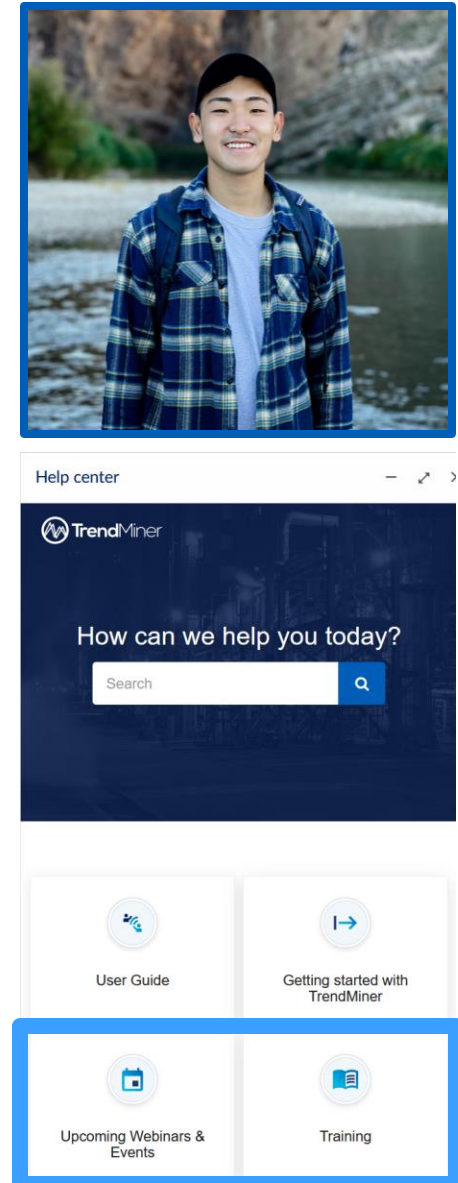 Help center
TrendMiner
How can we help you today?
Search
User Guide
Getting started with
TrendMiner
Upcoming Webinars &
Events
Training